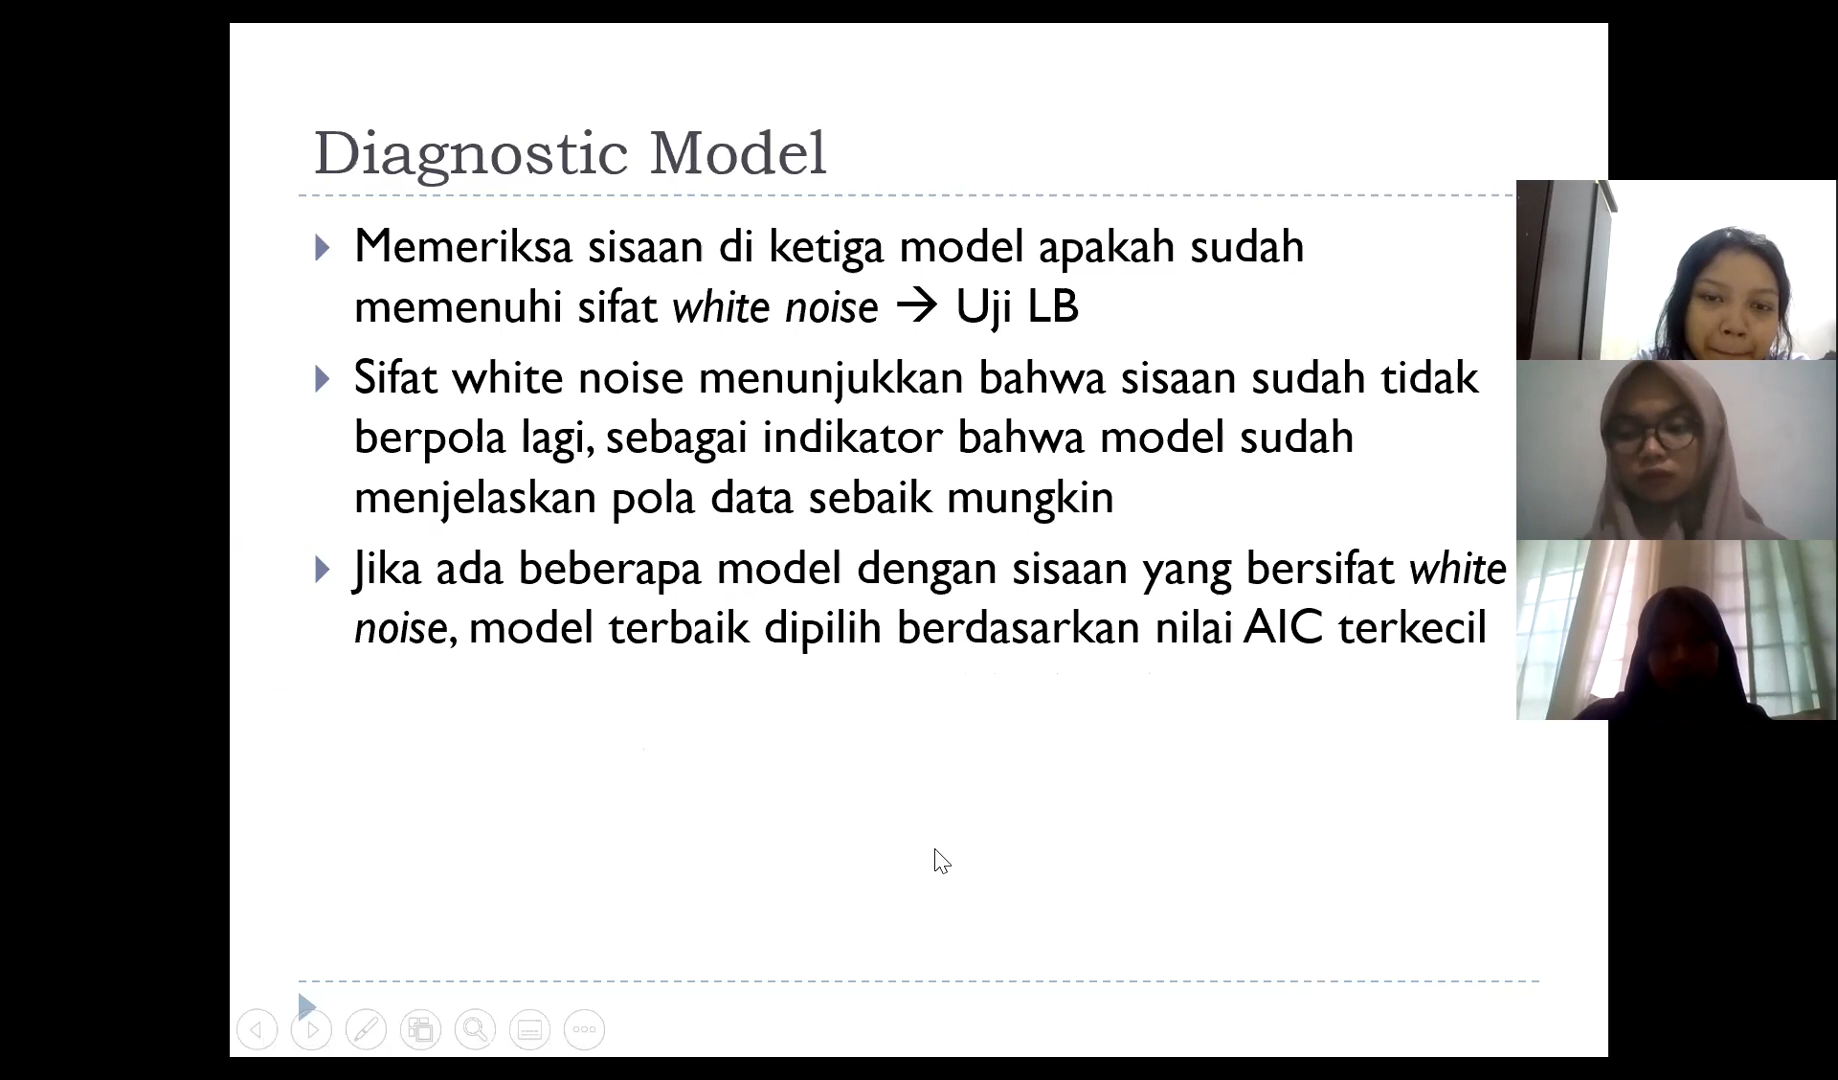 Diagnostic Model
Memeriksa sisaan di ketiga model apakah sudah
memenuhi sifat white noise → Uji LB
Sifat white noise menunjukkan bahwa sisaan sudah tidak
berpola lagi, sebagai indikator bahwa model sudah
menjelaskan pola data sebaik mungkin
Jika ada beberapa model dengan sisaan yang bersifat white
noise, model terbaik dipilih berdasarkan nilai AIC terkecil